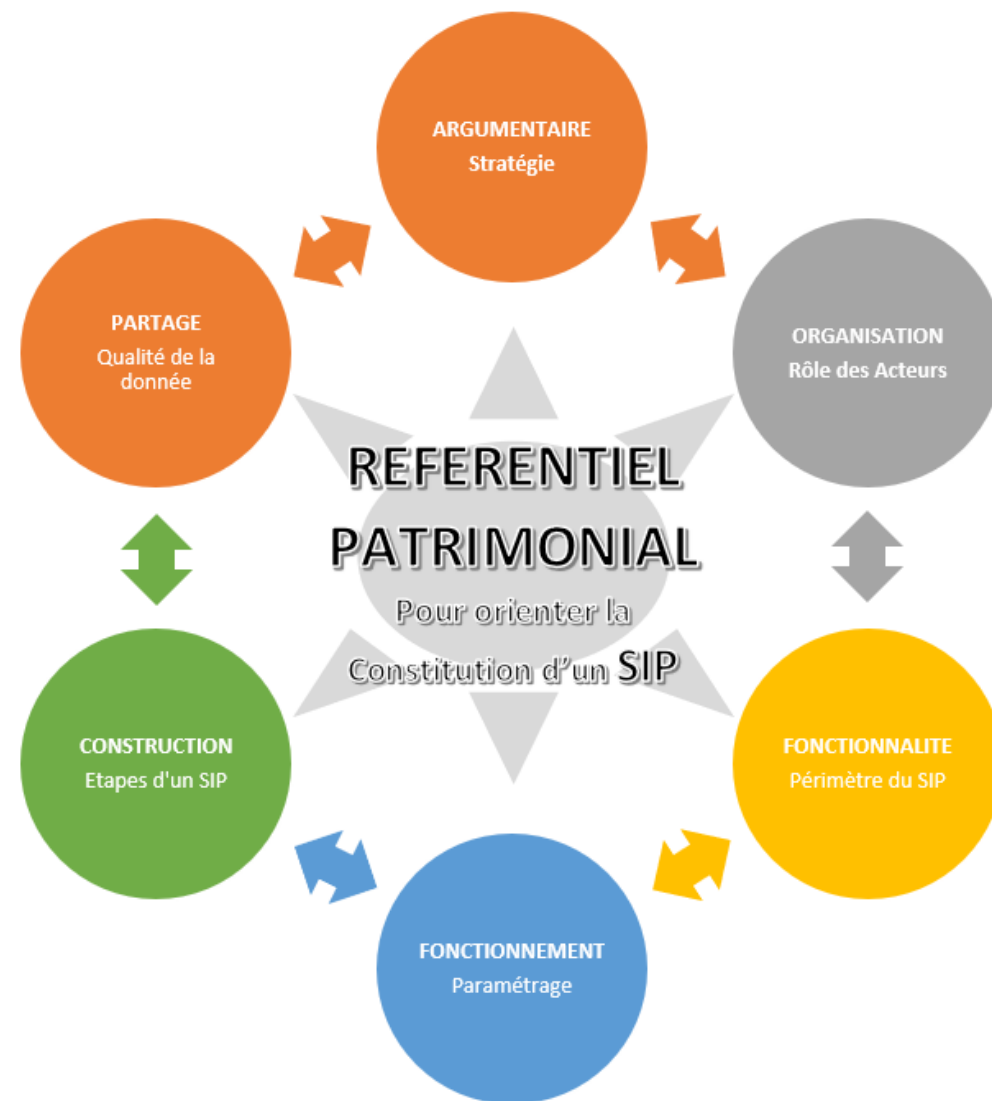 ARGUMENTAIRE
Stratégie
PARTAGE
Qualité de la
donnée
ORGANISATION
Rôle des Acteurs
REFERENTIEL
PATRIMONIAL
Pour orienter la
Constitution d’un SIP
CONSTRUCTION
Etapes d'un SIP
FONCTIONNALITE
Périmètre du SIP
FONCTIONNEMENT
Paramétrage